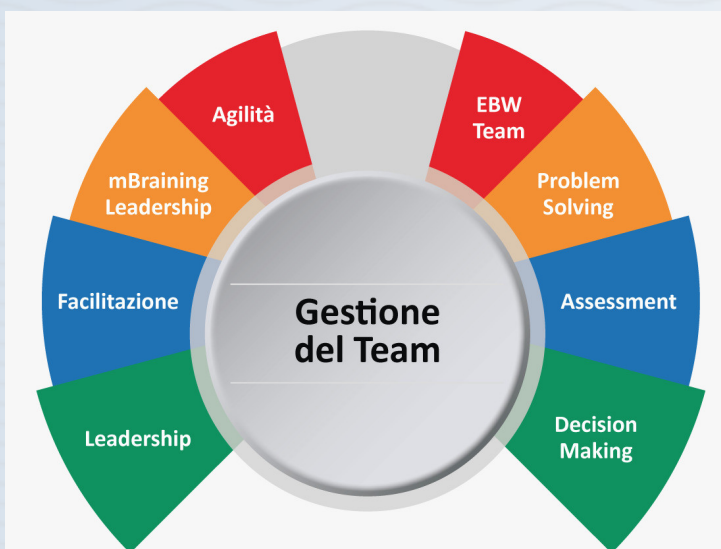 Agilità
EBW
Team
mBraining
Leadership
Problem
Solving
Facilitazione
Assessment
Gestione
del Team
Leadership
Decision
Making